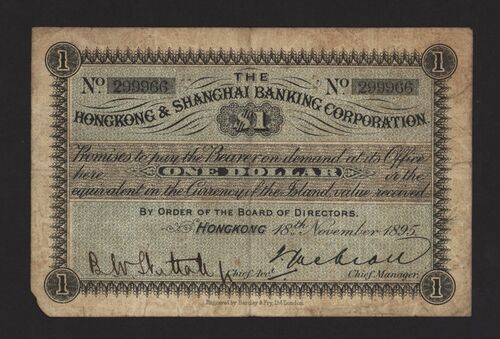 1 1
THE
No 299966 No 299966
HONGKONG & SHANGHAI BANKING CORPORATION.
$1
Promises to pay the Bearer on demand at its Office
here ONE DOLLAR or the
equivalent in the Currency of the Island, value received
BY ORDER OF THE BOARD OF DIRECTORS.
HONGKONG 18th November 1895
Chief Acct. Chief Manager.
1 1
Engraved by Barclay & Fry, Ltd London.